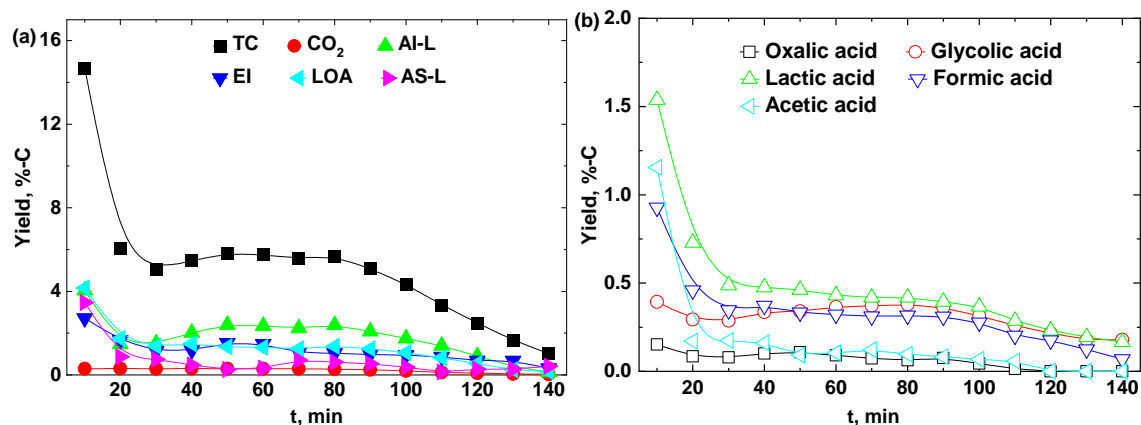 (a)
TC CO₂ AI-L
EI LOA AS-L
Yield, %-C
16
12
8
4
0
20 40 60 80 100 120 140
t, min
(b)
Oxalic acid Glycolic acid
Lactic acid Formic acid
Acetic acid
Yield, %-C
2.0
1.5
1.0
0.5
0.0
20 40 60 80 100 120 140
t, min